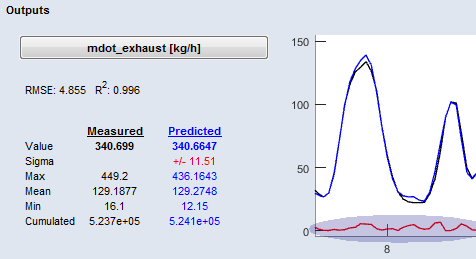 Outputs
mdot_exhaust [kg/h]
RMSE: 4.855 R²: 0.996
Measured Predicted
Value 340.699 340.6647
Sigma +/- 11.51
Max 449.2 436.1643
Mean 129.1877 129.2748
Min 16.1 12.15
Cumulated 5.237e+05 5.241e+05
150
100
50
0
8